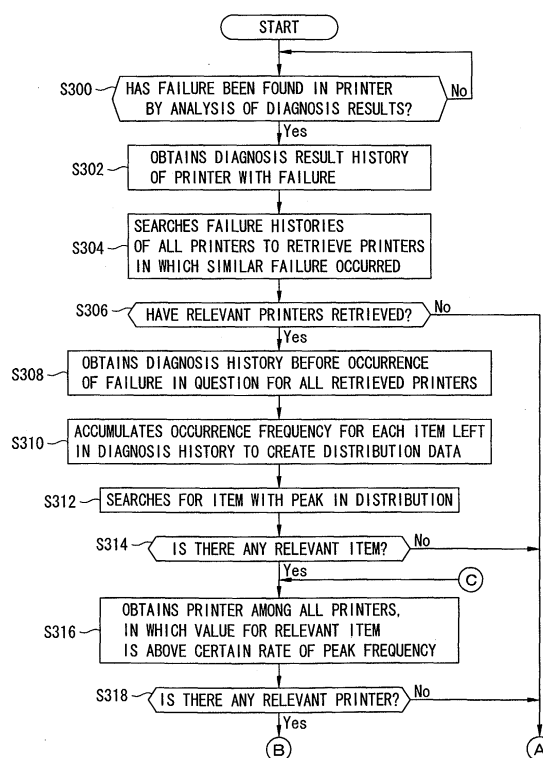 START
S300
HAS FAILURE BEEN FOUND IN PRINTER
BY ANALYSIS OF DIAGNOSIS RESULTS?
No
Yes
S302
OBTAINS DIAGNOSIS RESULT HISTORY
OF PRINTER WITH FAILURE
S304
SEARCHES FAILURE HISTORIES
OF ALL PRINTERS TO RETRIEVE PRINTERS
IN WHICH SIMILAR FAILURE OCCURRED
S306
HAVE RELEVANT PRINTERS RETRIEVED?
No
Yes
S308
OBTAINS DIAGNOSIS HISTORY BEFORE OCCURRENCE
OF FAILURE IN QUESTION FOR ALL RETRIEVED PRINTERS
S310
ACCUMULATES OCCURRENCE FREQUENCY FOR EACH ITEM LEFT
IN DIAGNOSIS HISTORY TO CREATE DISTRIBUTION DATA
S312
SEARCHES FOR ITEM WITH PEAK IN DISTRIBUTION
S314
IS THERE ANY RELEVANT ITEM?
No
Yes
C
S316
OBTAINS PRINTER AMONG ALL PRINTERS,
IN WHICH VALUE FOR RELEVANT ITEM
IS ABOVE CERTAIN RATE OF PEAK FREQUENCY
S318
IS THERE ANY RELEVANT PRINTER?
No
Yes
B
A